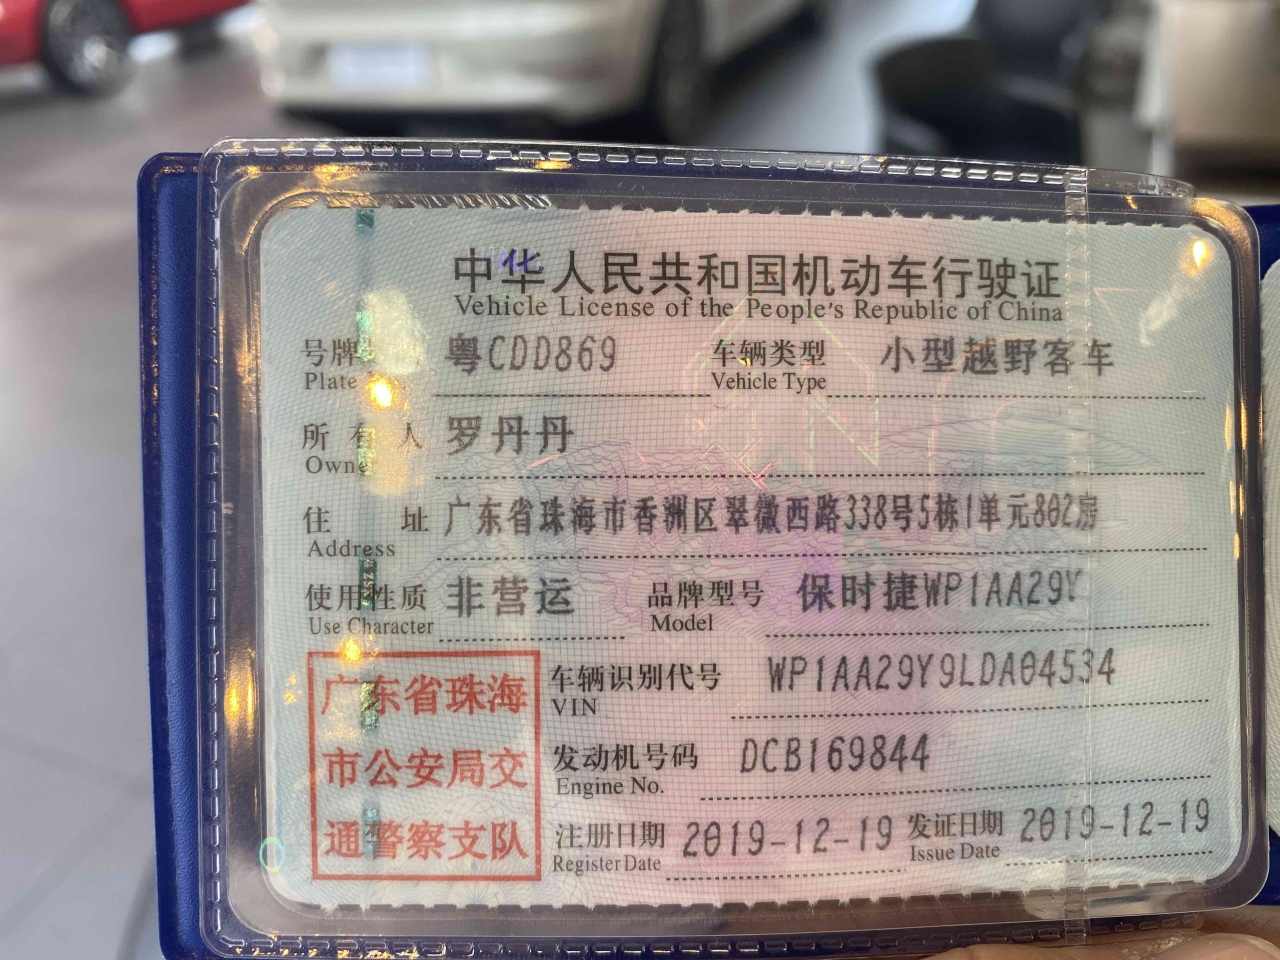 中华人民共和国机动车行驶证
Vehicle License of the People's Republic of China
号牌 粤CDD869 车辆类型 小型越野客车
Plate Vehicle Type
所有人 罗丹丹
Owner
住址 广东省珠海市香洲区翠微西路338号5栋1单元802房
Address
使用性质 非营运 品牌型号 保时捷WP1AA29Y
Use Character Model
广东省珠海
市公安局交
通警察支队
车辆识别代号 WP1AA29Y9LDA04534
VIN
发动机号码 DCB169844
Engine No.
注册日期 2019-12-19 发证日期 2019-12-19
Register Date Issue Date